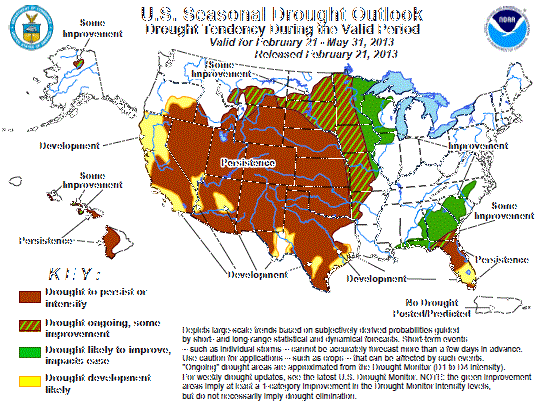 U.S. Seasonal Drought Outlook
Drought Tendency During the Valid Period
Valid for February 21 - May 31, 2013
Released February 21, 2013
NOAA
Some
Improvement
Some
Improvement
Development
Persistence
Improvement
Some
Improvement
Some
Improvement
Persistence
Persistence
Development
Development
No Drought
Posted/Predicted
KEY:
Drought to persist or
intensify
Drought ongoing, some
improvement
Drought likely to improve,
impacts ease
Drought development
likely
Depicts large-scale trends based on subjectively derived probabilities guided
by short- and long-range statistical and dynamical forecasts. Short-term events
-- such as individual storms -- cannot be accurately forecast more than a few days in advance.
Use caution for applications -- such as crops -- that can be affected by such events.
"Ongoing" drought areas are approximated from the Drought Monitor (D1 to D4 intensity).
For weekly drought updates, see the latest U.S. Drought Monitor. NOTE: the green improvement
areas imply at least a 1-category improvement in the Drought Monitor intensity levels,
but do not necessarily imply drought elimination.